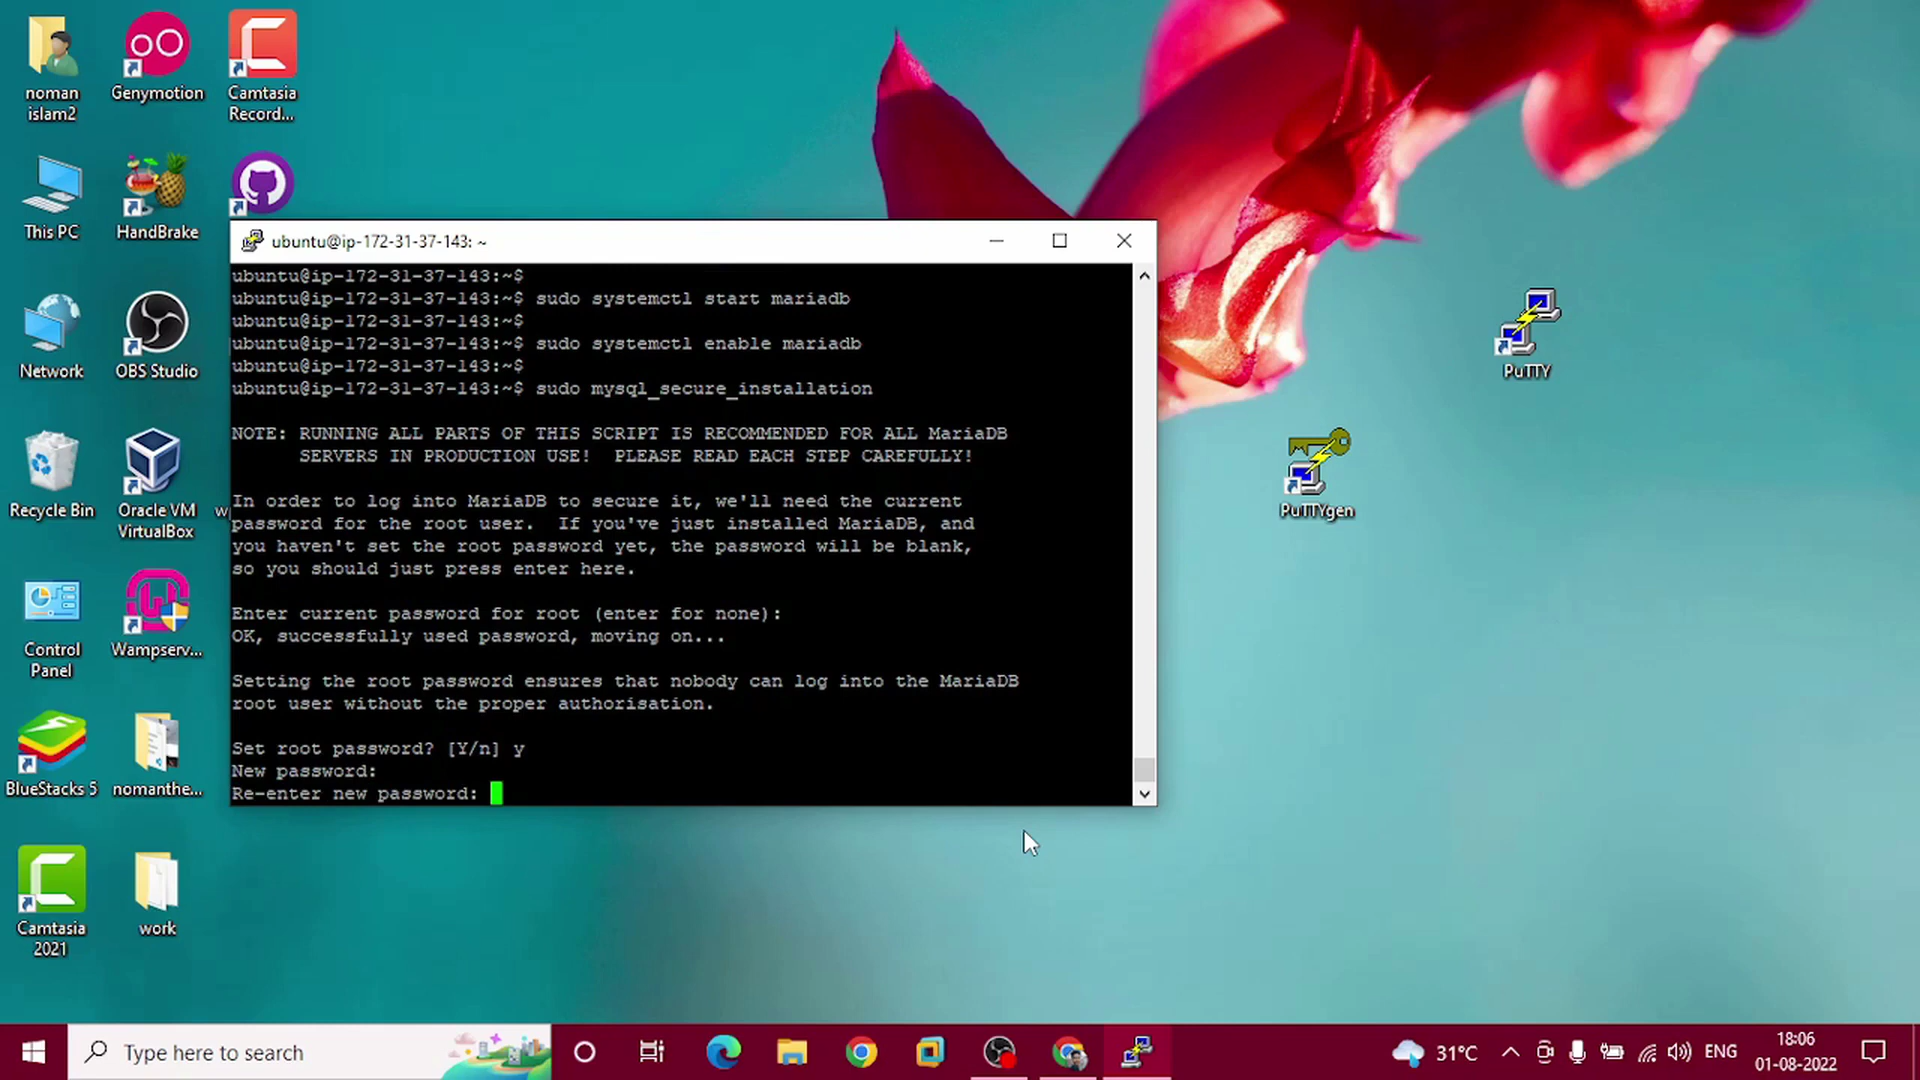 noman
islam2
Genymotion
Camtasia
Record...
This PC
HandBrake
Network
OBS Studio
Recycle Bin
Oracle VM
VirtualBox
Control
Panel
Wampserv...
BlueStacks 5
nomanthe...
Camtasia
2021
work
ubuntu@ip-172-31-37-143: ~
ubuntu@ip-172-31-37-143:~$
ubuntu@ip-172-31-37-143:~$ sudo systemctl start mariadb
ubuntu@ip-172-31-37-143:~$
ubuntu@ip-172-31-37-143:~$ sudo systemctl enable mariadb
ubuntu@ip-172-31-37-143:~$
ubuntu@ip-172-31-37-143:~$ sudo mysql_secure_installation
NOTE: RUNNING ALL PARTS OF THIS SCRIPT IS RECOMMENDED FOR ALL MariaDB
SERVERS IN PRODUCTION USE!  PLEASE READ EACH STEP CAREFULLY!
In order to log into MariaDB to secure it, we'll need the current
password for the root user.  If you've just installed MariaDB, and
you haven't set the root password yet, the password will be blank,
so you should just press enter here.
Enter current password for root (enter for none):
OK, successfully used password, moving on...
Setting the root password ensures that nobody can log into the MariaDB
root user without the proper authorisation.
Set root password? [Y/n] y
New password:
Re-enter new password:
PuTTY
PuTTYgen
Type here to search
31°C
ENG
18:06
01-08-2022